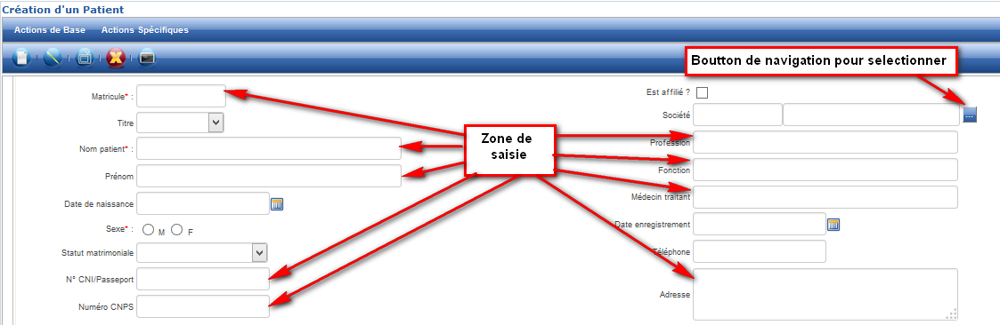 Création d'un Patient
Actions de Base Actions Spécifiques
Boutton de navigation pour selectionner
Matricule* :
Titre
Nom patient* :
Prénom
Date de naissance
Sexe* : M F
Statut matrimoniale
N° CNI/Passeport
Numéro CNPS
Zone de
saisie
Est affilié ?
Société ...
Profession
Fonction
Médecin traitant
Date enregistrement
Téléphone
Adresse